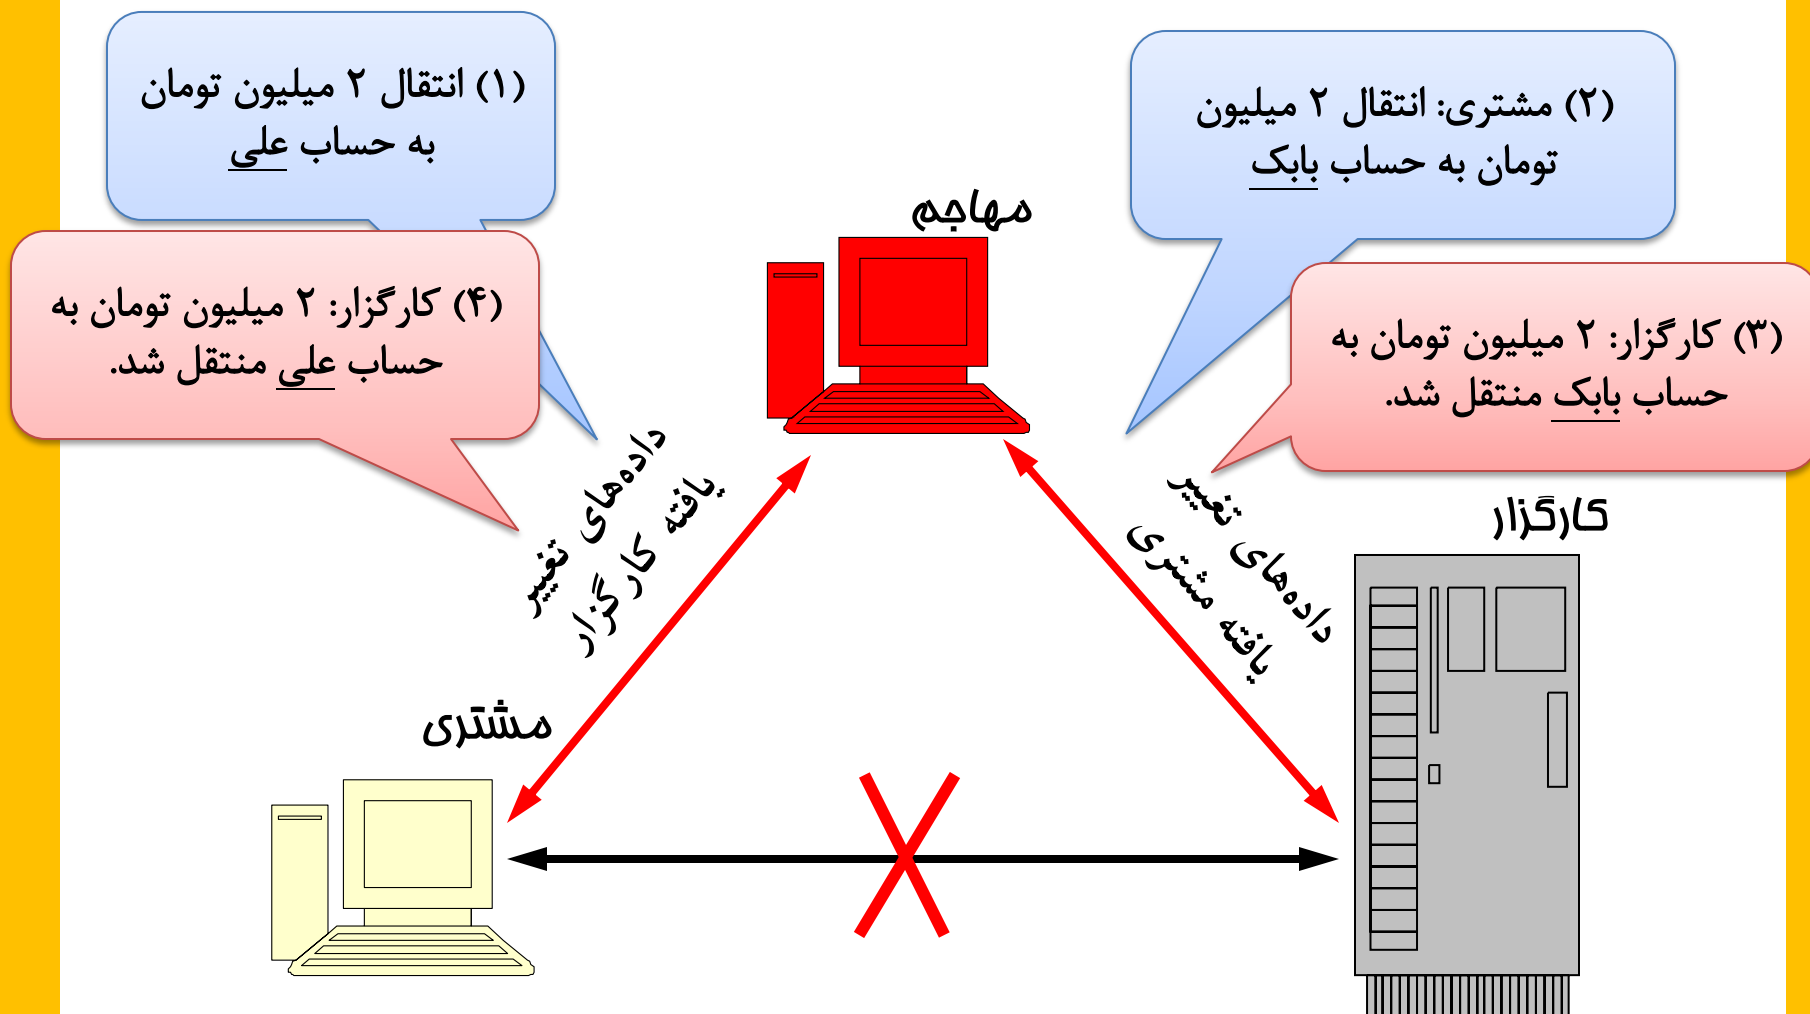 (۱) انتقال ۲ میلیون تومان
به حساب علی
(۲) مشتری: انتقال ۲ میلیون
تومان به حساب بابک
مهاجم
(۴) کارگزار: ۲ میلیون تومان به
حساب علی منتقل شد.
(۳) کارگزار: ۲ میلیون تومان به
حساب بابک منتقل شد.
داده‌های تغییر
یافته کارگزار
داده‌های تغییر
یافته مشتری
کارگزار
مشتری